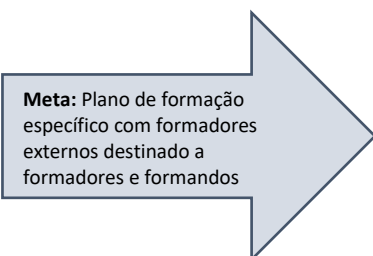 Meta: Plano de formação
específico com formadores
externos destinado a
formadores e formandos